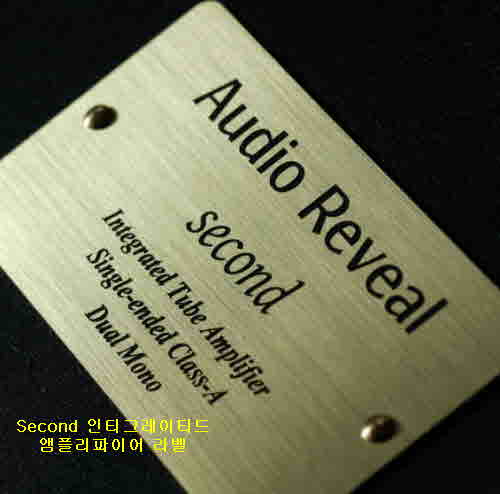 Audio Reveal
second
Integrated Tube Amplifier
Single-ended Class-A
Dual Mono
Second 인티그레이티드
앰플리파이어 리벨